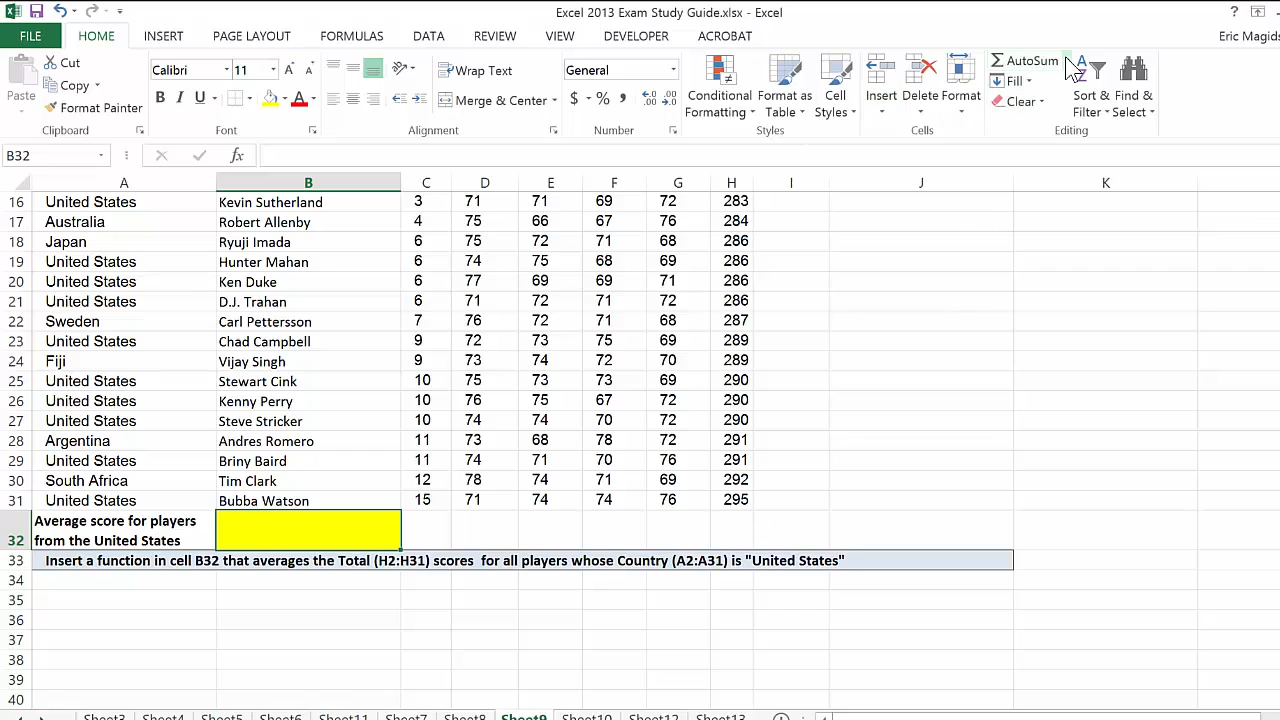 Excel 2013 Exam Study Guide.xlsx - Excel
?
FILE HOME INSERT PAGE LAYOUT FORMULAS DATA REVIEW VIEW DEVELOPER ACROBAT Eric Magids
Paste
Cut
Copy
Format Painter
Clipboard
Calibri 11
B I U
Font
Wrap Text
Merge & Center
Alignment
General
$ % ,
Number
Conditional Formatting
Format as Table
Cell Styles
Styles
Insert Delete Format
Cells
AutoSum
Fill
Clear
Sort & Filter
Find & Select
Editing
B32 fx
A B C D E F G H I J K
16 United States Kevin Sutherland 3 71 71 69 72 283
17 Australia Robert Allenby 4 75 66 67 76 284
18 Japan Ryuji Imada 6 75 72 71 68 286
19 United States Hunter Mahan 6 74 75 68 69 286
20 United States Ken Duke 6 77 69 69 71 286
21 United States D.J. Trahan 6 71 72 71 72 286
22 Sweden Carl Pettersson 7 76 72 71 68 287
23 United States Chad Campbell 9 72 73 75 69 289
24 Fiji Vijay Singh 9 73 74 72 70 289
25 United States Stewart Cink 10 75 73 73 69 290
26 United States Kenny Perry 10 76 75 67 72 290
27 United States Steve Stricker 10 74 74 70 72 290
28 Argentina Andres Romero 11 73 68 78 72 291
29 United States Briny Baird 11 74 71 70 76 291
30 South Africa Tim Clark 12 78 74 71 69 292
31 United States Bubba Watson 15 71 74 74 76 295
Average score for players
32 from the United States
33 Insert a function in cell B32 that averages the Total (H2:H31) scores for all players whose Country (A2:A31) is "United States"
34
35
36
37
38
39
40
Sheet3 Sheet4 Sheet5 Sheet6 Sheet11 Sheet7 Sheet8 Sheet9 Sheet10 Sheet12 Sheet13